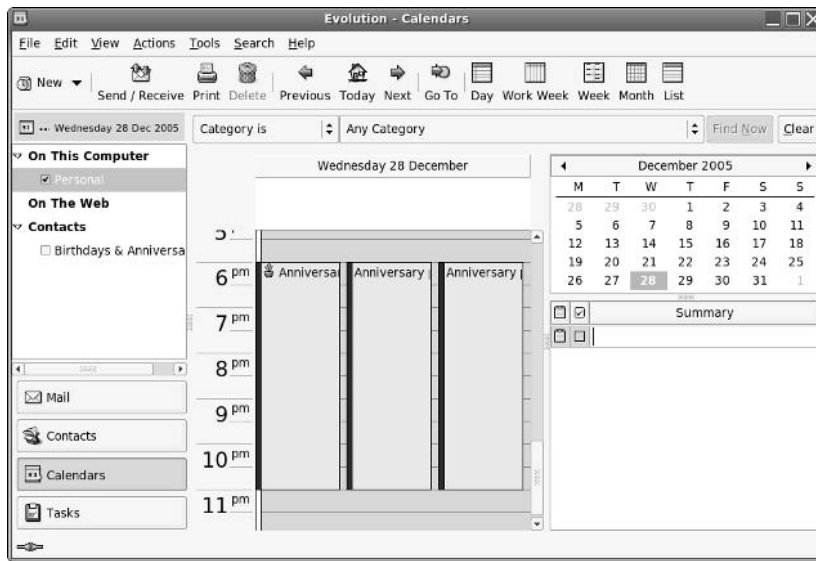 Evolution - Calendars
File Edit View Actions Tools Search Help
New Send / Receive Print Delete Previous Today Next Go To Day Work Week Week Month List
... Wednesday 28 Dec 2005 Category is Any Category Find Now Clear
On This Computer
Personal
On The Web
Contacts
Birthdays & Anniversa
Mail
Contacts
Calendars
Tasks
Wednesday 28 December
6 pm Anniversar Anniversary Anniversary
7 pm
8 pm
9 pm
10 pm
11 pm
December 2005
M T W T F S S
28 29 30 1 2 3 4
5 6 7 8 9 10 11
12 13 14 15 16 17 18
19 20 21 22 23 24 25
26 27 28 29 30 31 1
Summary